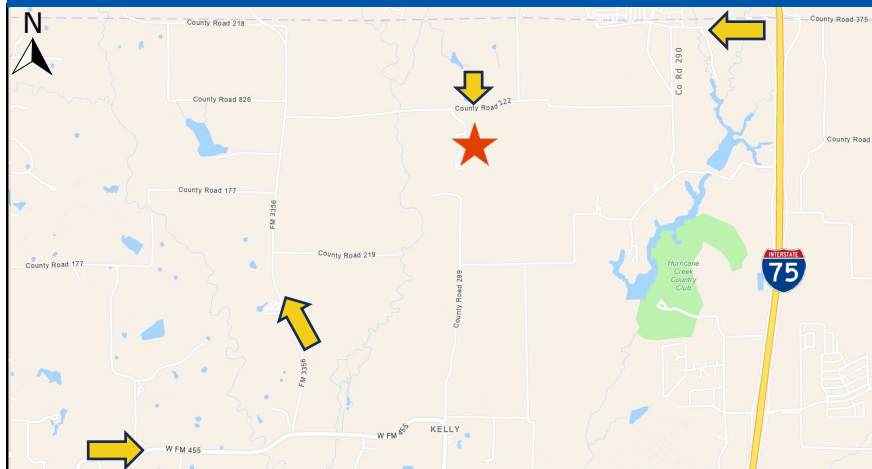 N
County Road 218
County Road 375
Co Rd 290
County Road 826
County Road 222
County Road
County Road 177
FM 3356
County Road 219
County Road 177
Hurricane
Creek
Country
Club
INTERSTATE
75
County Road 289
FM 3356
W FM 455
KELLY
W FM 455